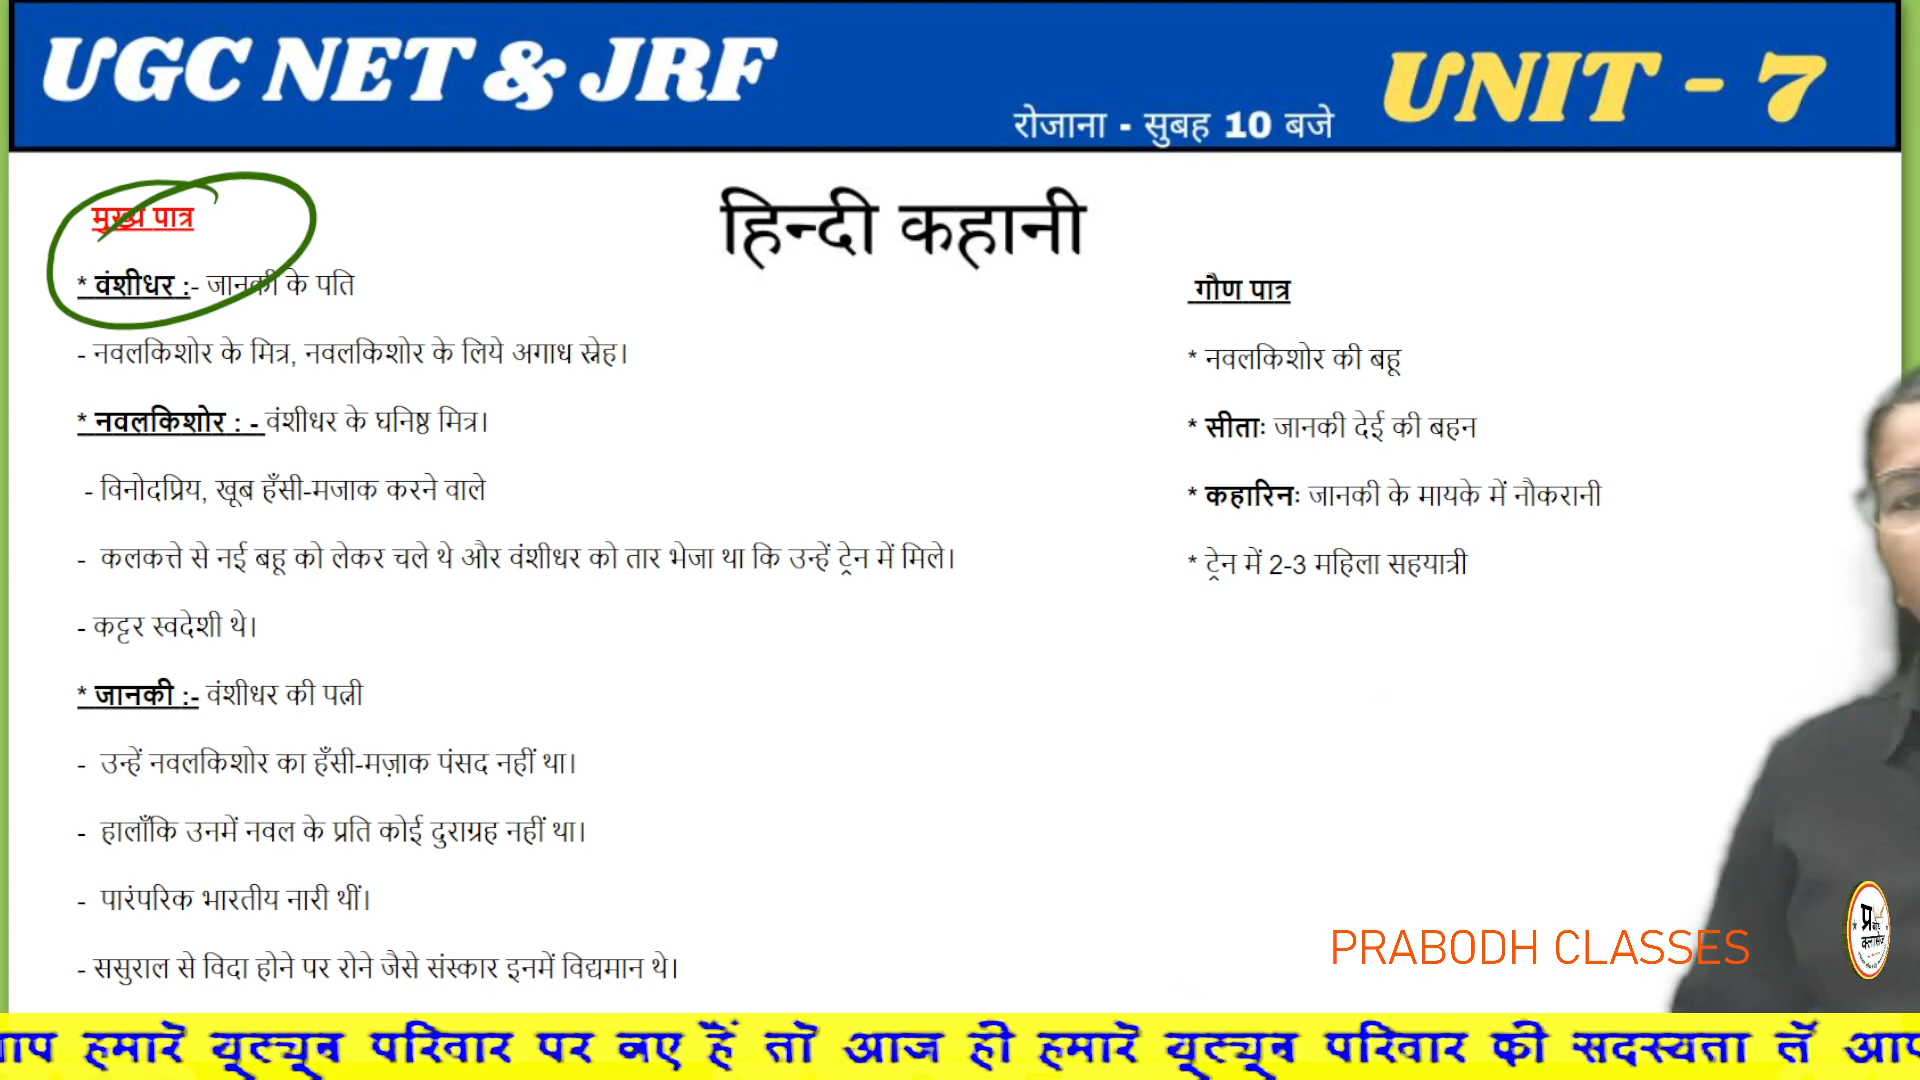 UGC NET & JRF
रोजाना - सुबह 10 बजे
UNIT - 7
हिन्दी कहानी
मुख्य पात्र
* वंशीधर :- जानकी के पति
- नवलकिशोर के मित्र, नवलकिशोर के लिये अगाध स्नेह।
* नवलकिशोर : - वंशीधर के घनिष्ठ मित्र।
- विनोदप्रिय, खूब हँसी-मजाक करने वाले
- कलकत्ते से नई बहू को लेकर चले थे और वंशीधर को तार भेजा था कि उन्हें ट्रेन में मिले।
- कट्टर स्वदेशी थे।
* जानकी :- वंशीधर की पत्नी
- उन्हें नवलकिशोर का हँसी-मज़ाक पंसद नहीं था।
- हालाँकि उनमें नवल के प्रति कोई दुराग्रह नहीं था।
- पारंपरिक भारतीय नारी थीं।
- ससुराल से विदा होने पर रोने जैसे संस्कार इनमें विद्यमान थे।
गौण पात्र
* नवलकिशोर की बहू
* सीताः जानकी देई की बहन
* कहारिनः जानकी के मायके में नौकरानी
* ट्रेन में 2-3 महिला सहयात्री
PRABODH CLASSES
प्र
क्लासेज
हमारे यूट्यूब परिवार पर नए हैं तो आज ही हमारे यूट्यूब परिवार की सदस्यता लें